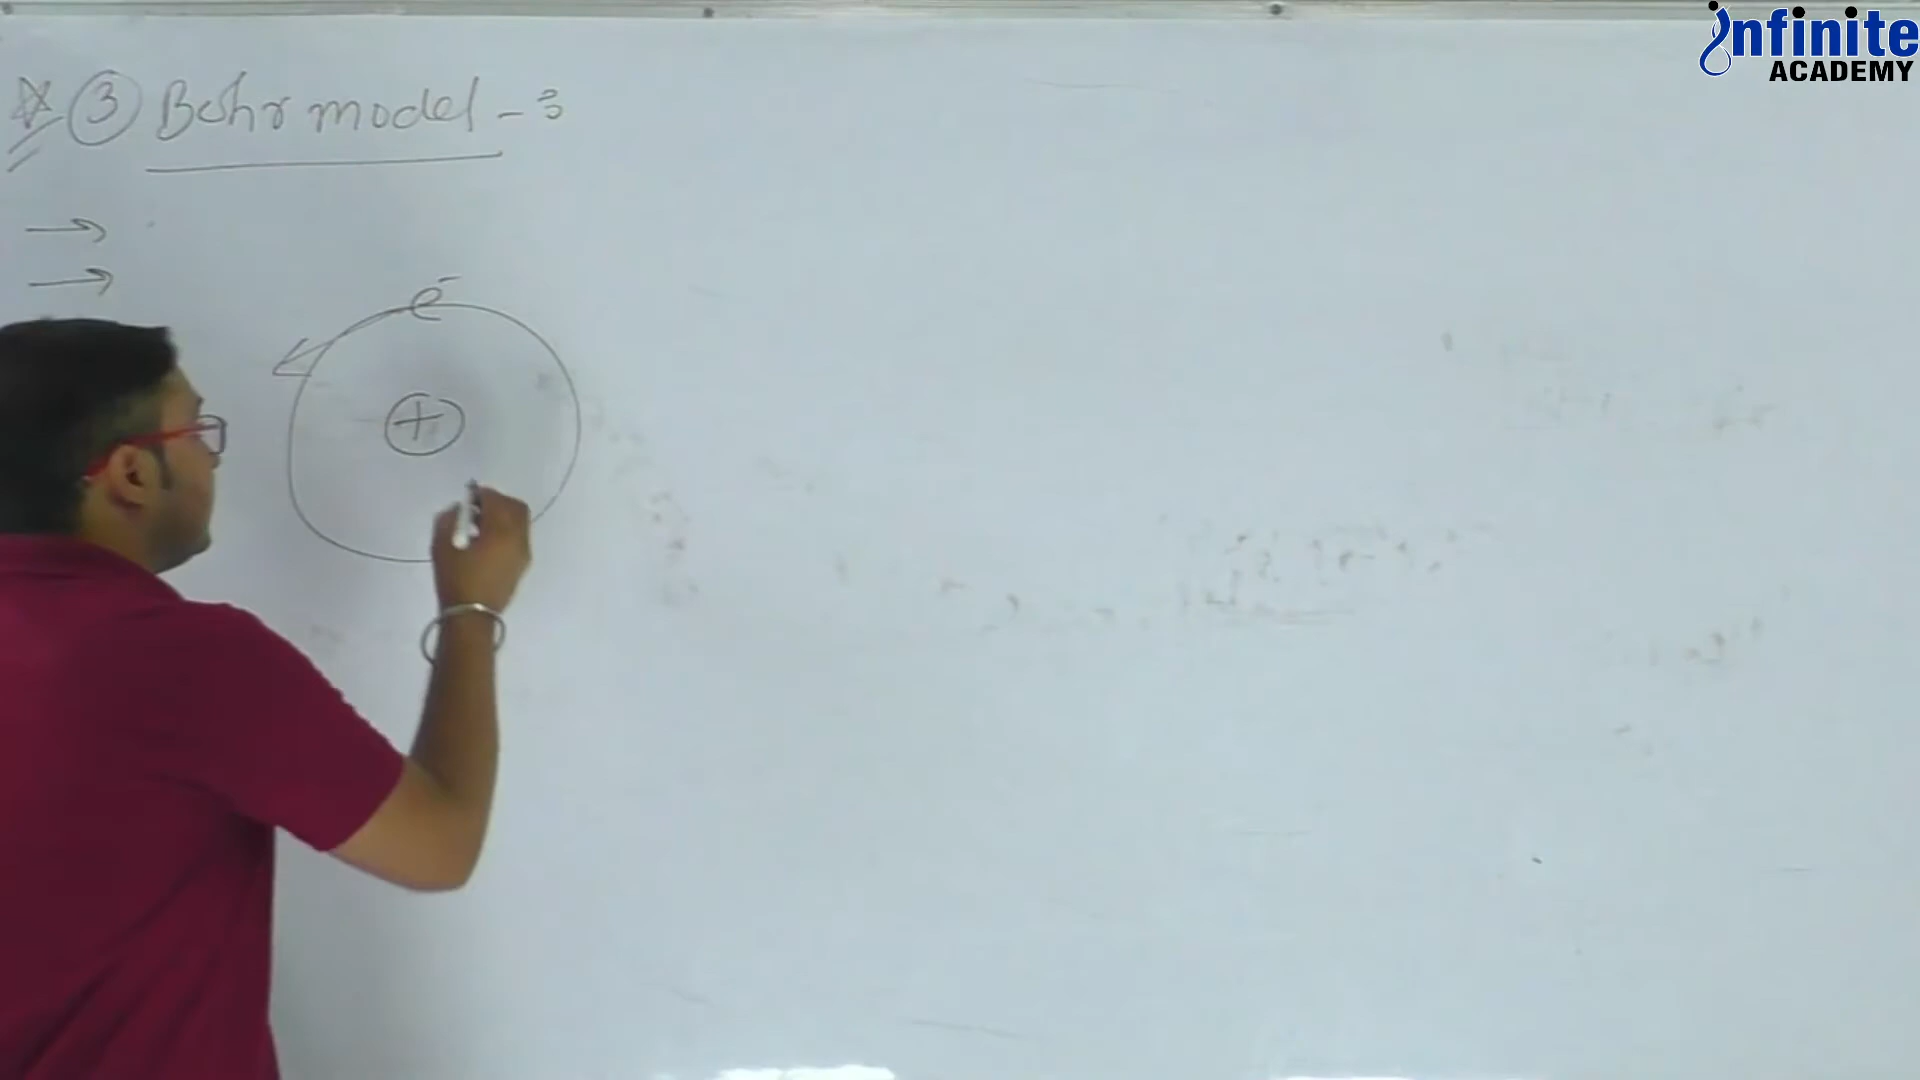 infinite
ACADEMY
③ Bohr model -:
→
→
e⁻
+